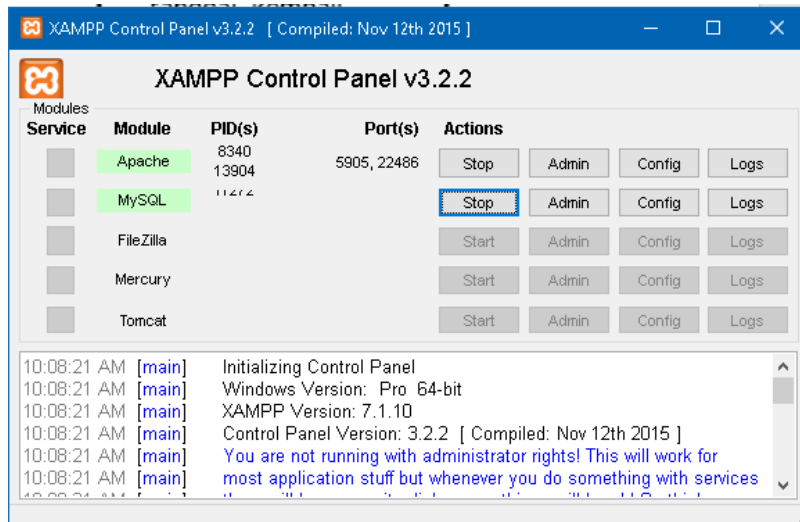 XAMPP Control Panel v3.2.2 [ Compiled: Nov 12th 2015 ]
XAMPP Control Panel v3.2.2
Modules
Service Module PID(s) Port(s) Actions
Apache 8340 13904 5905, 22486 Stop Admin Config Logs
MySQL Stop Admin Config Logs
FileZilla Start Admin Config Logs
Mercury Start Admin Config Logs
Tomcat Start Admin Config Logs
10:08:21 AM [main] Initializing Control Panel
10:08:21 AM [main] Windows Version: Pro 64-bit
10:08:21 AM [main] XAMPP Version: 7.1.10
10:08:21 AM [main] Control Panel Version: 3.2.2 [ Compiled: Nov 12th 2015 ]
10:08:21 AM [main] You are not running with administrator rights! This will work for
10:08:21 AM [main] most application stuff but whenever you do something with services